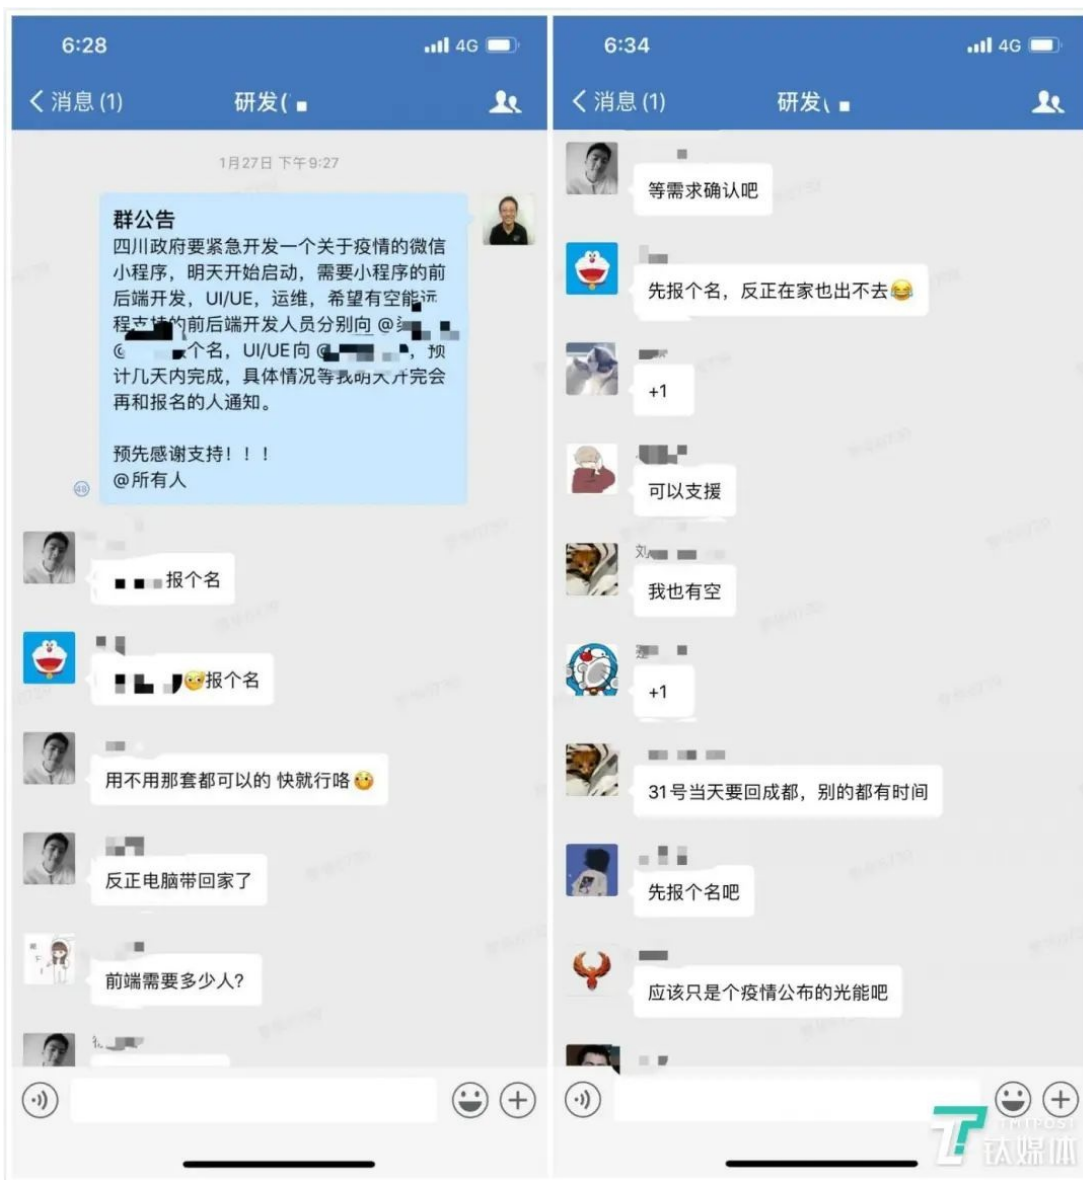 6:28
4G
消息 (1)
研发(
1月27日 下午9:27
群公告
四川政府要紧急开发一个关于疫情的微信
小程序，明天开始启动，需要小程序的前
后端开发，UI/UE，运维，希望有空能远
程支持的前后端开发人员分别向 @
@ 个名，UI/UE向 @ ，预
计几天内完成，具体情况等我明天开完会
再和报名的人通知。
预先感谢支持！！！
@所有人
48
报个名
报个名
用不用那套都可以的 快就行咯
反正电脑带回家了
前端需要多少人?
6:34
4G
消息 (1)
研发(
等需求确认吧
先报个名，反正在家也出不去
+1
可以支援
刘
我也有空
+1
31号当天要回成都，别的都有时间
先报个名吧
应该只是个疫情公布的光能吧
TMTPOST
钛媒体